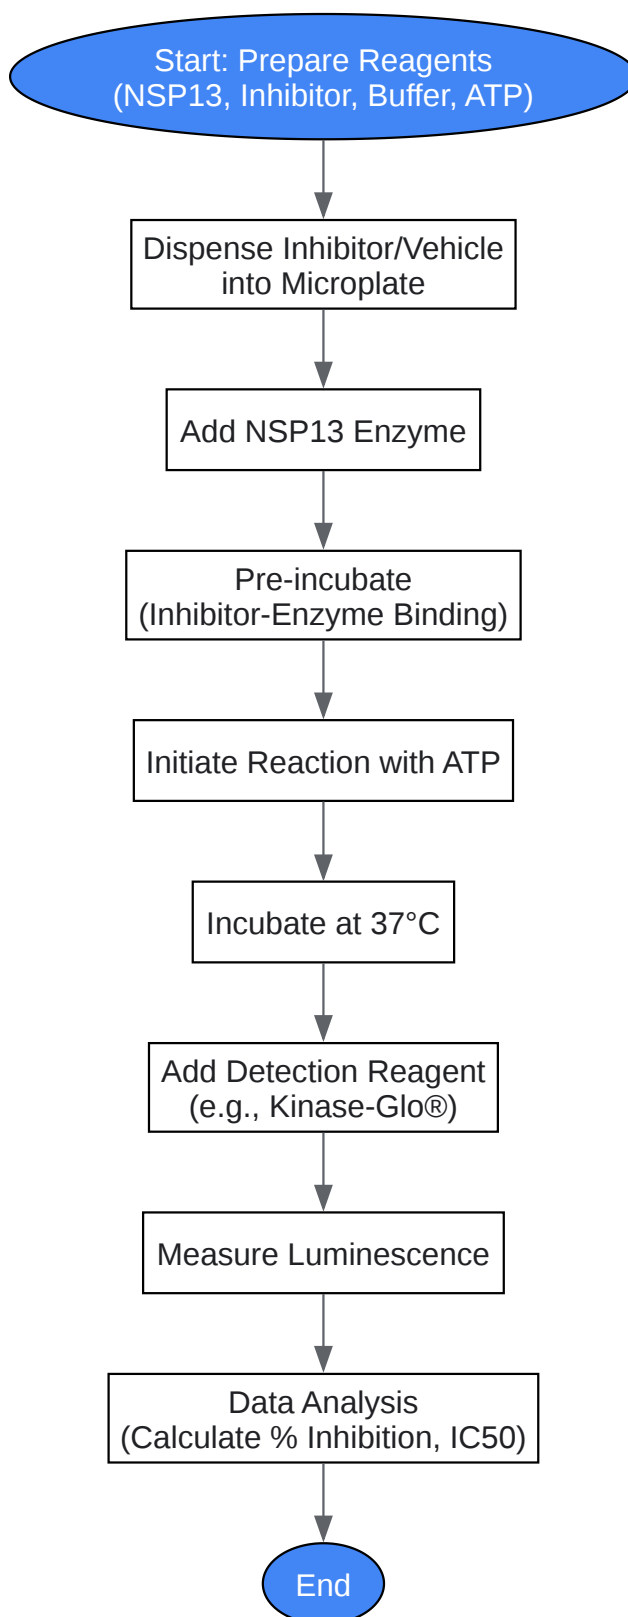 Start: Prepare Reagents
(NSP13, Inhibitor, Buffer, ATP)
Dispense Inhibitor/Vehicle
into Microplate
Add NSP13 Enzyme
Pre-incubate
(Inhibitor-Enzyme Binding)
Initiate Reaction with ATP
Incubate at 37°C
Add Detection Reagent
(e.g., Kinase-Glo®)
Measure Luminescence
Data Analysis
(Calculate % Inhibition, IC50)
End